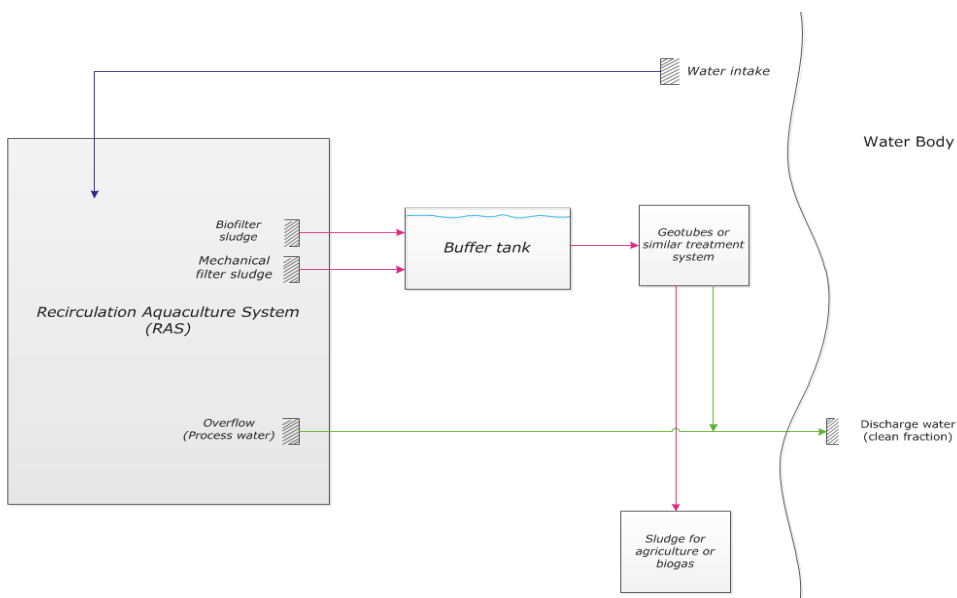 Water intake
Water Body
Biofilter
sludge
Mechanical
filter sludge
Buffer tank
Geotubes or
similar treatment
system
Recirculation Aquaculture System
(RAS)
Overflow
(Process water)
Discharge water
(clean fraction)
Sludge for
agriculture or
biogas